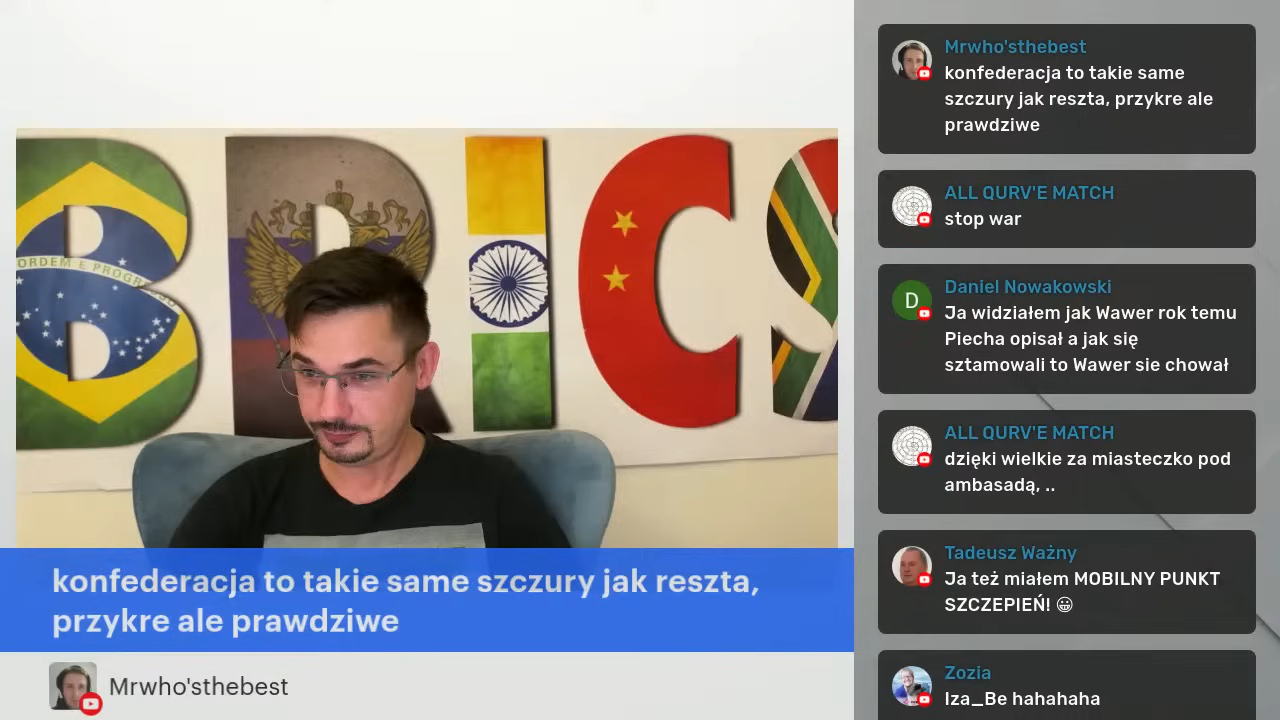 BRICS
ORDEM E PROGRESSO
konfederacja to takie same szczury jak reszta,
przykre ale prawdziwe
Mrwho'sthebest
Mrwho'sthebest
konfederacja to takie same
szczury jak reszta, przykre ale
prawdziwe
ALL QURV'E MATCH
stop war
D
Daniel Nowakowski
Ja widziałem jak Wawer rok temu
Piecha opisał a jak się
sztamowali to Wawer sie chował
ALL QURV'E MATCH
dzięki wielkie za miasteczko pod
ambasadą, ..
Tadeusz Ważny
Ja też miałem MOBILNY PUNKT
SZCZEPIEŃ! 😀
Zozia
Iza_Be hahahaha